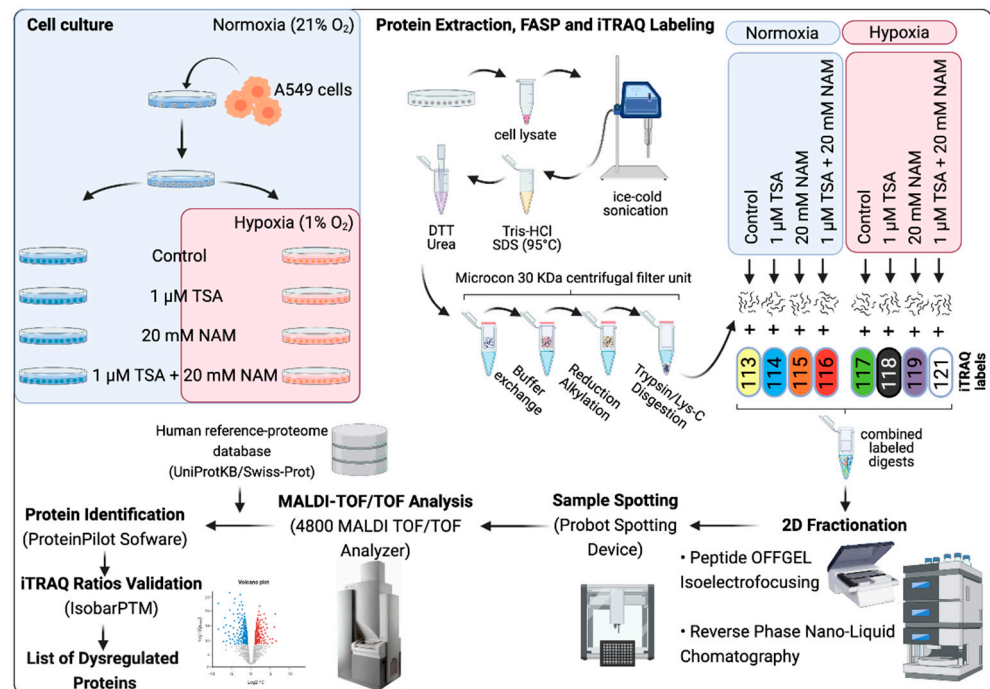 Cell culture
Normoxia (21% O₂)
A549 cells
Hypoxia (1% O₂)
Control
1 µM TSA
20 mM NAM
1 µM TSA + 20 mM NAM
Protein Extraction, FASP and iTRAQ Labeling
cell lysate
ice-cold
sonication
Tris-HCl
SDS (95°C)
DTT
Urea
Microcon 30 KDa centrifugal filter unit
Buffer
exchange
Reduction
Alkylation
Trypsin/Lys-C
Disgestion
Normoxia
Hypoxia
Control
1 µM TSA
20 mM NAM
1 µM TSA + 20 mM NAM
Control
1 µM TSA
20 mM NAM
1 µM TSA + 20 mM NAM
+ + + + + + + +
113
114
115
116
117
118
119
121
iTRAQ
labels
combined
labeled
digests
2D Fractionation
• Peptide OFFGEL
Isoelectrofocusing
• Reverse Phase Nano-Liquid
Chomatography
Sample Spotting
(Probot Spotting
Device)
MALDI-TOF/TOF Analysis
(4800 MALDI TOF/TOF
Analyzer)
Human reference-proteome
database
(UniProtKB/Swiss-Prot)
Protein Identification
(ProteinPilot Sofware)
iTRAQ Ratios Validation
(IsobarPTM)
List of Dysregulated
Proteins
Volcano plot